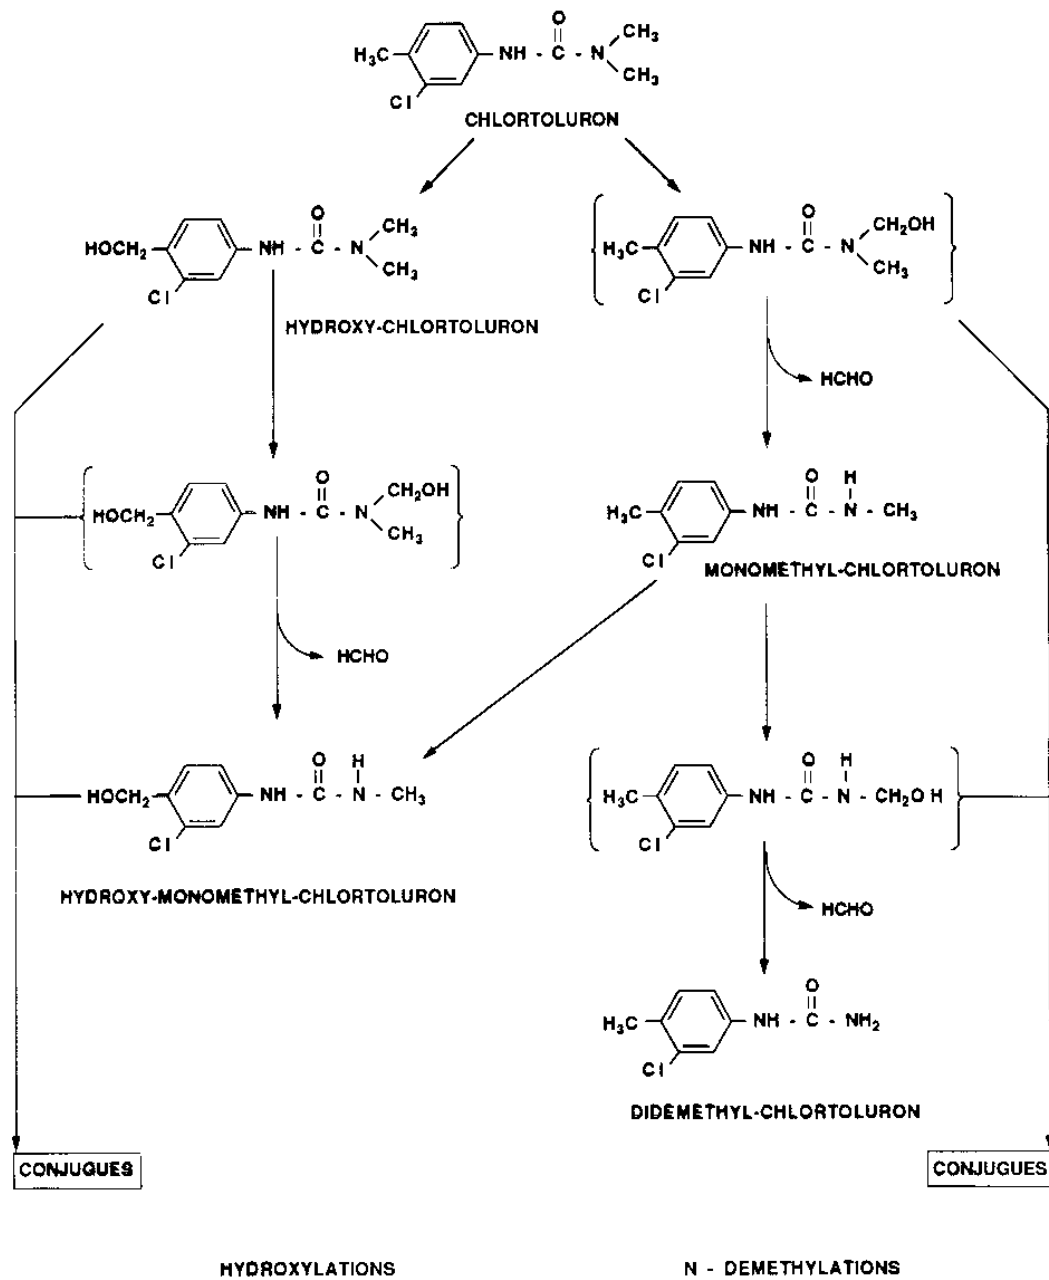 O
H₃C NH - C - N CH₃
CH₃
Cl
CHLORTOLURON
O
HOCH₂ NH - C - N CH₃
CH₃
Cl
HYDROXY-CHLORTOLURON
O
H₃C NH - C - N CH₂OH
CH₃
Cl
HCHO
O
HOCH₂ NH - C - N CH₂OH
CH₃
Cl
HCHO
O H
H₃C NH - C - N - CH₃
Cl
MONOMETHYL-CHLORTOLURON
O H
HOCH₂ NH - C - N - CH₃
Cl
HYDROXY-MONOMETHYL-CHLORTOLURON
O H
H₃C NH - C - N - CH₂OH
Cl
HCHO
O
H₃C NH - C - NH₂
Cl
DIDEMETHYL-CHLORTOLURON
CONJUGUES
CONJUGUES
HYDROXYLATIONS
N - DEMETHYLATIONS